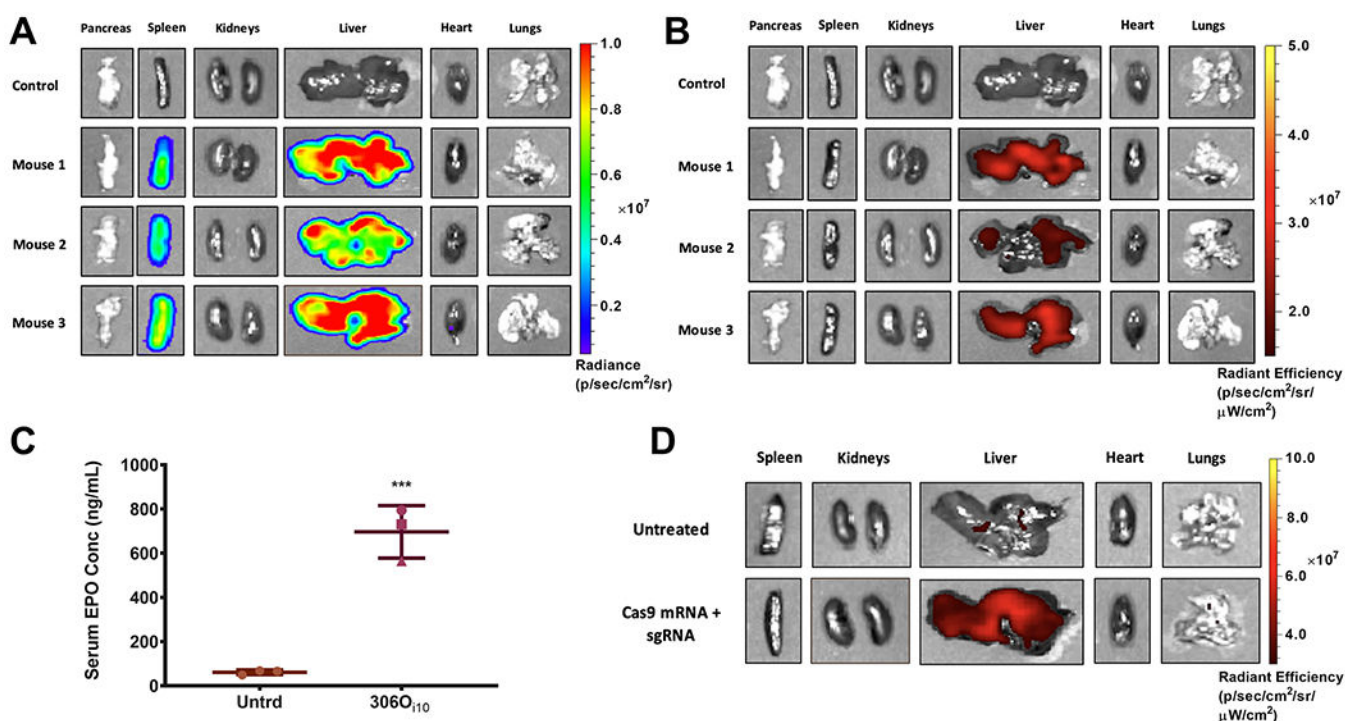 A
Pancreas Spleen Kidneys Liver Heart Lungs
Control
Mouse 1
Mouse 2
Mouse 3
1.0
0.8
0.6
×10⁷
0.4
0.2
Radiance
(p/sec/cm²/sr)
B
Pancreas Spleen Kidneys Liver Heart Lungs
Control
Mouse 1
Mouse 2
Mouse 3
5.0
4.0
×10⁷
3.0
2.0
Radiant Efficiency
(p/sec/cm²/sr/
μW/cm²)
C
Serum EPO Conc (ng/mL)
1000
800
600
400
200
0
***
Untrd 306O_i10
D
Spleen Kidneys Liver Heart Lungs
Untreated
Cas9 mRNA +
sgRNA
10.0
8.0
×10⁷
6.0
4.0
Radiant Efficiency
(p/sec/cm²/sr/
μW/cm²)